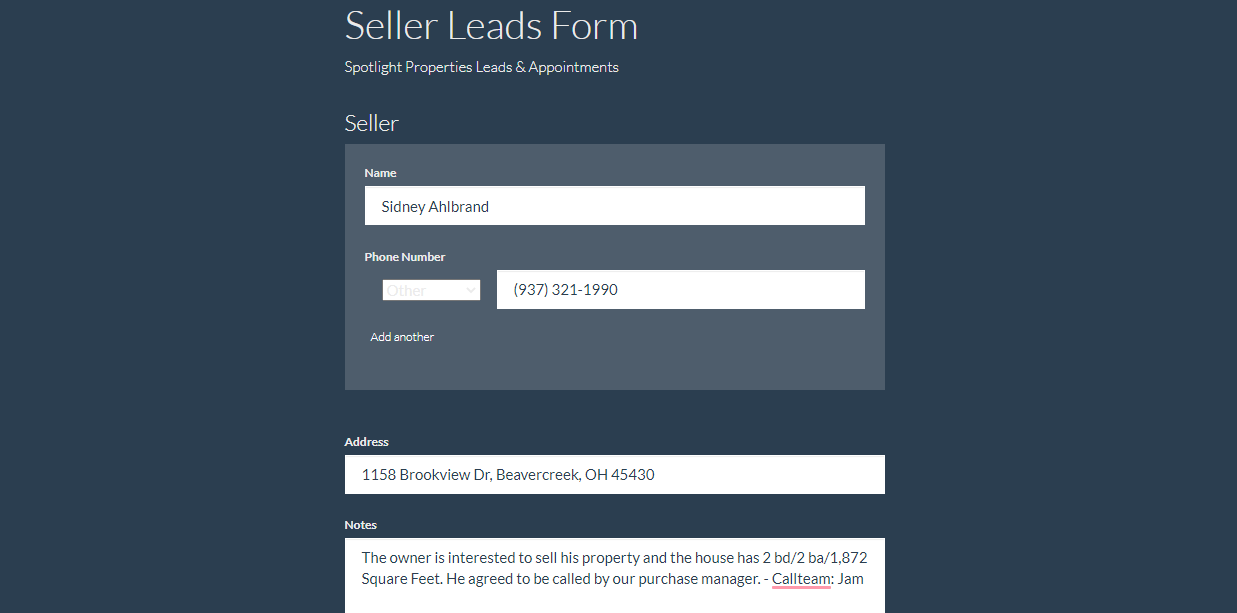 Seller Leads Form
Spotlight Properties Leads & Appointments
Seller
Name
Sidney Ahlbrand
Phone Number
Other
(937) 321-1990
Add another
Address
1158 Brookview Dr, Beavercreek, OH 45430
Notes
The owner is interested to sell his property and the house has 2 bd/2 ba/1,872
Square Feet. He agreed to be called by our purchase manager. - Callteam: Jam